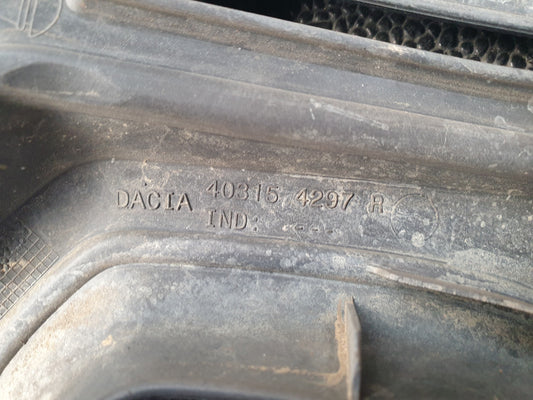 DACIA 40315 4297 R
IND: ---